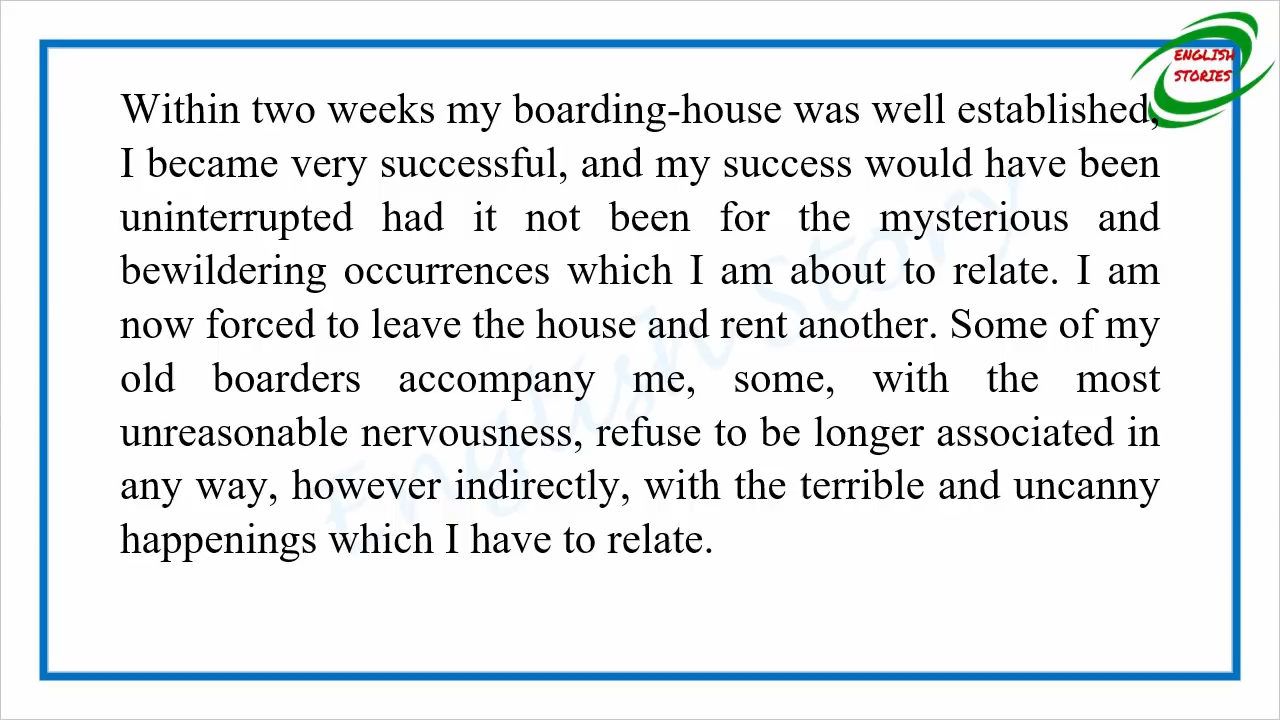 ENGLISH
STORIES
Within two weeks my boarding-house was well established,
I became very successful, and my success would have been
uninterrupted had it not been for the mysterious and
bewildering occurrences which I am about to relate. I am
now forced to leave the house and rent another. Some of my
old boarders accompany me, some, with the most
unreasonable nervousness, refuse to be longer associated in
any way, however indirectly, with the terrible and uncanny
happenings which I have to relate.
English Story